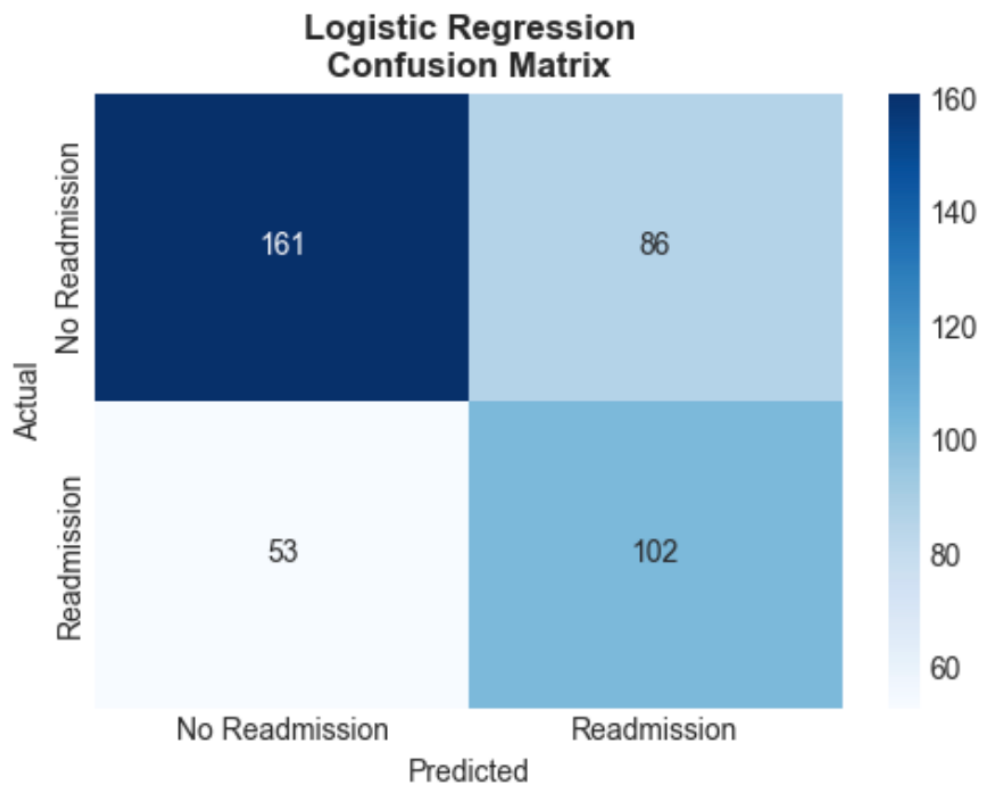 Logistic Regression
Confusion Matrix
No Readmission
Readmission
Actual
161
86
53
102
No Readmission
Readmission
Predicted
160
140
120
100
80
60